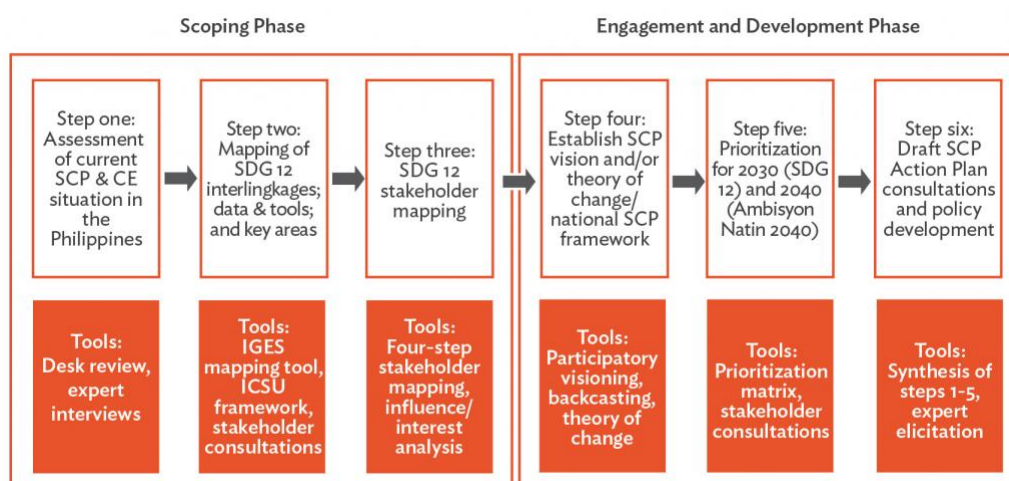 Scoping Phase
Engagement and Development Phase
Step one:
Assessment
of current
SCP & CE
situation in
the
Philippines
Step two:
Mapping of
SDG 12
interlingkages;
data & tools;
and key areas
Step three:
SDG 12
stakeholder
mapping
Step four:
Establish SCP
vision and/or
theory of
change/
national SCP
framework
Step five:
Prioritization
for 2030 (SDG
12) and 2040
(Ambisyon
Natin 2040)
Step six:
Draft SCP
Action Plan
consultations
and policy
development
Tools:
Desk review,
expert
interviews
Tools:
IGES
mapping tool,
ICSU
framework,
stakeholder
consultations
Tools:
Four-step
stakeholder
mapping,
influence/
interest
analysis
Tools:
Participatory
visioning,
backcasting,
theory of
change
Tools:
Prioritization
matrix,
stakeholder
consultations
Tools:
Synthesis of
steps 1-5,
expert
elicitation